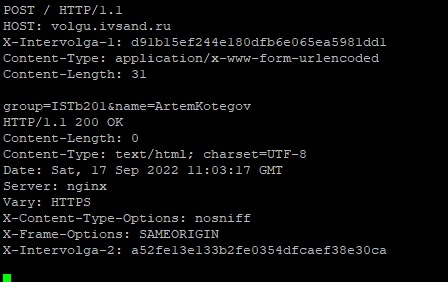 POST / HTTP/1.1
HOST: volgu.ivsand.ru
X-Intervolga-1: d91b15ef244e180dfb6e065ea5981dd1
Content-Type: application/x-www-form-urlencoded
Content-Length: 31

group=ISTb201&name=ArtemKotegov
HTTP/1.1 200 OK
Content-Length: 0
Content-Type: text/html; charset=UTF-8
Date: Sat, 17 Sep 2022 11:03:17 GMT
Server: nginx
Vary: HTTPS
X-Content-Type-Options: nosniff
X-Frame-Options: SAMEORIGIN
X-Intervolga-2: a52fe13e133b2fe0354dfcaef38e30ca